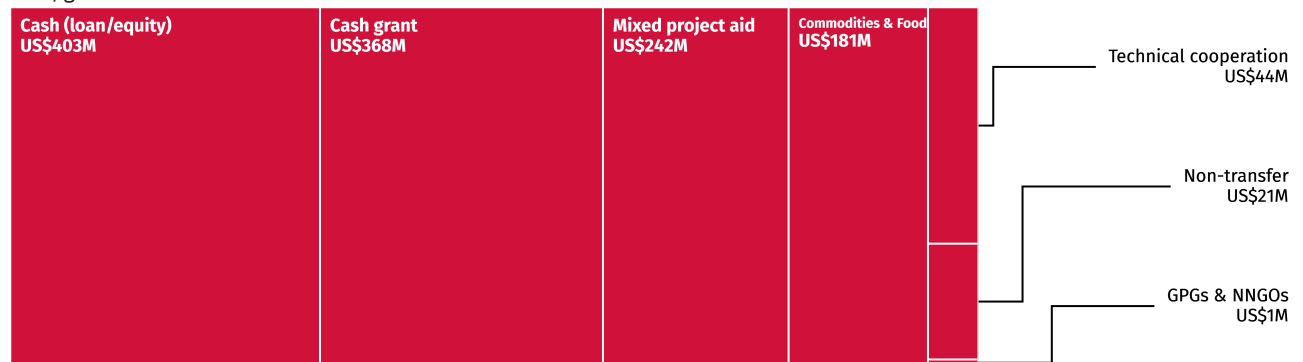 Cash (loan/equity)
US$403M
Cash grant
US$368M
Mixed project aid
US$242M
Commodities & Food
US$181M
Technical cooperation
US$44M
Non-transfer
US$21M
GPGs & NNGOs
US$1M